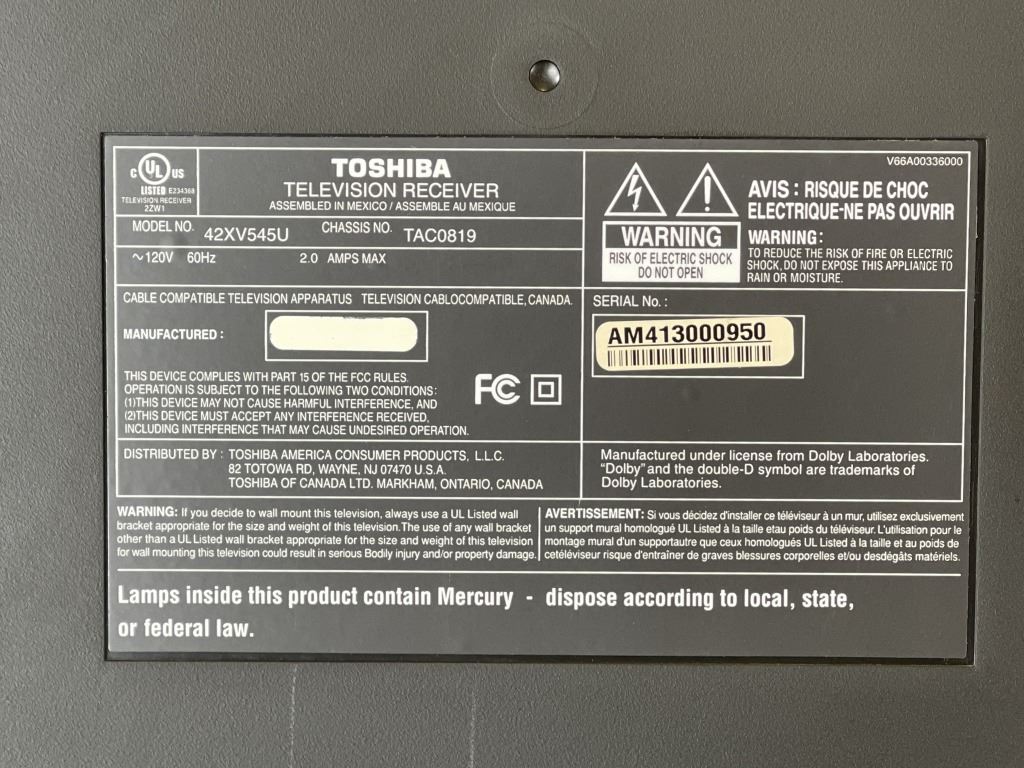 V66A00336000
C UL US
LISTED E234368
TELEVISION RECEIVER
2ZW1
TOSHIBA
TELEVISION RECEIVER
ASSEMBLED IN MEXICO / ASSEMBLE AU MEXIQUE
MODEL NO. 42XV545U CHASSIS NO. TAC0819
~120V 60Hz 2.0 AMPS MAX
WARNING
RISK OF ELECTRIC SHOCK
DO NOT OPEN
AVIS : RISQUE DE CHOC
ELECTRIQUE-NE PAS OUVRIR
WARNING :
TO REDUCE THE RISK OF FIRE OR ELECTRIC
SHOCK, DO NOT EXPOSE THIS APPLIANCE TO
RAIN OR MOISTURE.
CABLE COMPATIBLE TELEVISION APPARATUS TELEVISION CABLOCOMPATIBLE, CANADA.
MANUFACTURED :
SERIAL No. :
AM413000950
THIS DEVICE COMPLIES WITH PART 15 OF THE FCC RULES.
OPERATION IS SUBJECT TO THE FOLLOWING TWO CONDITIONS:
(1)THIS DEVICE MAY NOT CAUSE HARMFUL INTERFERENCE, AND
(2)THIS DEVICE MUST ACCEPT ANY INTERFERENCE RECEIVED,
INCLUDING INTERFERENCE THAT MAY CAUSE UNDESIRED OPERATION.
FC
DISTRIBUTED BY : TOSHIBA AMERICA CONSUMER PRODUCTS, L.L.C.
82 TOTOWA RD, WAYNE, NJ 07470 U.S.A.
TOSHIBA OF CANADA LTD. MARKHAM, ONTARIO, CANADA
Manufactured under license from Dolby Laboratories.
"Dolby" and the double-D symbol are trademarks of
Dolby Laboratories.
WARNING: If you decide to wall mount this television, always use a UL Listed wall
bracket appropriate for the size and weight of this television.The use of any wall bracket
other than a UL Listed wall bracket appropriate for the size and weight of this television
for wall mounting this television could result in serious Bodily injury and/or property damage.
AVERTISSEMENT: Si vous décidez d'installer ce téléviseur à un mur, utilisez exclusivement
un support mural homologué UL Listed à la taille etau poids du téléviseur. L'utilisation pour le
montage mural d'un supportautre que ceux homologués UL Listed à la taille et au poids de
cetéléviseur risque d'entraîner de graves blessures corporelles et/ou desdégâts matériels.
Lamps inside this product contain Mercury - dispose according to local, state,
or federal law.